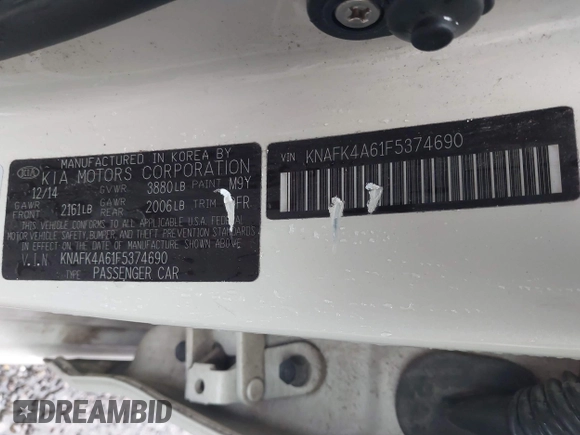 MANUFACTURED IN KOREA BY
KIA KIA MOTORS CORPORATION
12/14 GVWR 3880LB PAINT M9Y
GAWR FRONT 2161LB GAWR REAR 2006LB TRIM FR
THIS VEHICLE CONFORMS TO ALL APPLICABLE U.S. FEDERAL
MOTOR VEHICLE SAFETY, BUMPER, AND THEFT PREVENTION STANDARDS
IN EFFECT ON THE DATE OF MANUFACTURE SHOWN ABOVE
V.I.N KNAFK4A61F5374690
TYPE PASSENGER CAR
VIN KNAFK4A61F5374690
DREAMBID